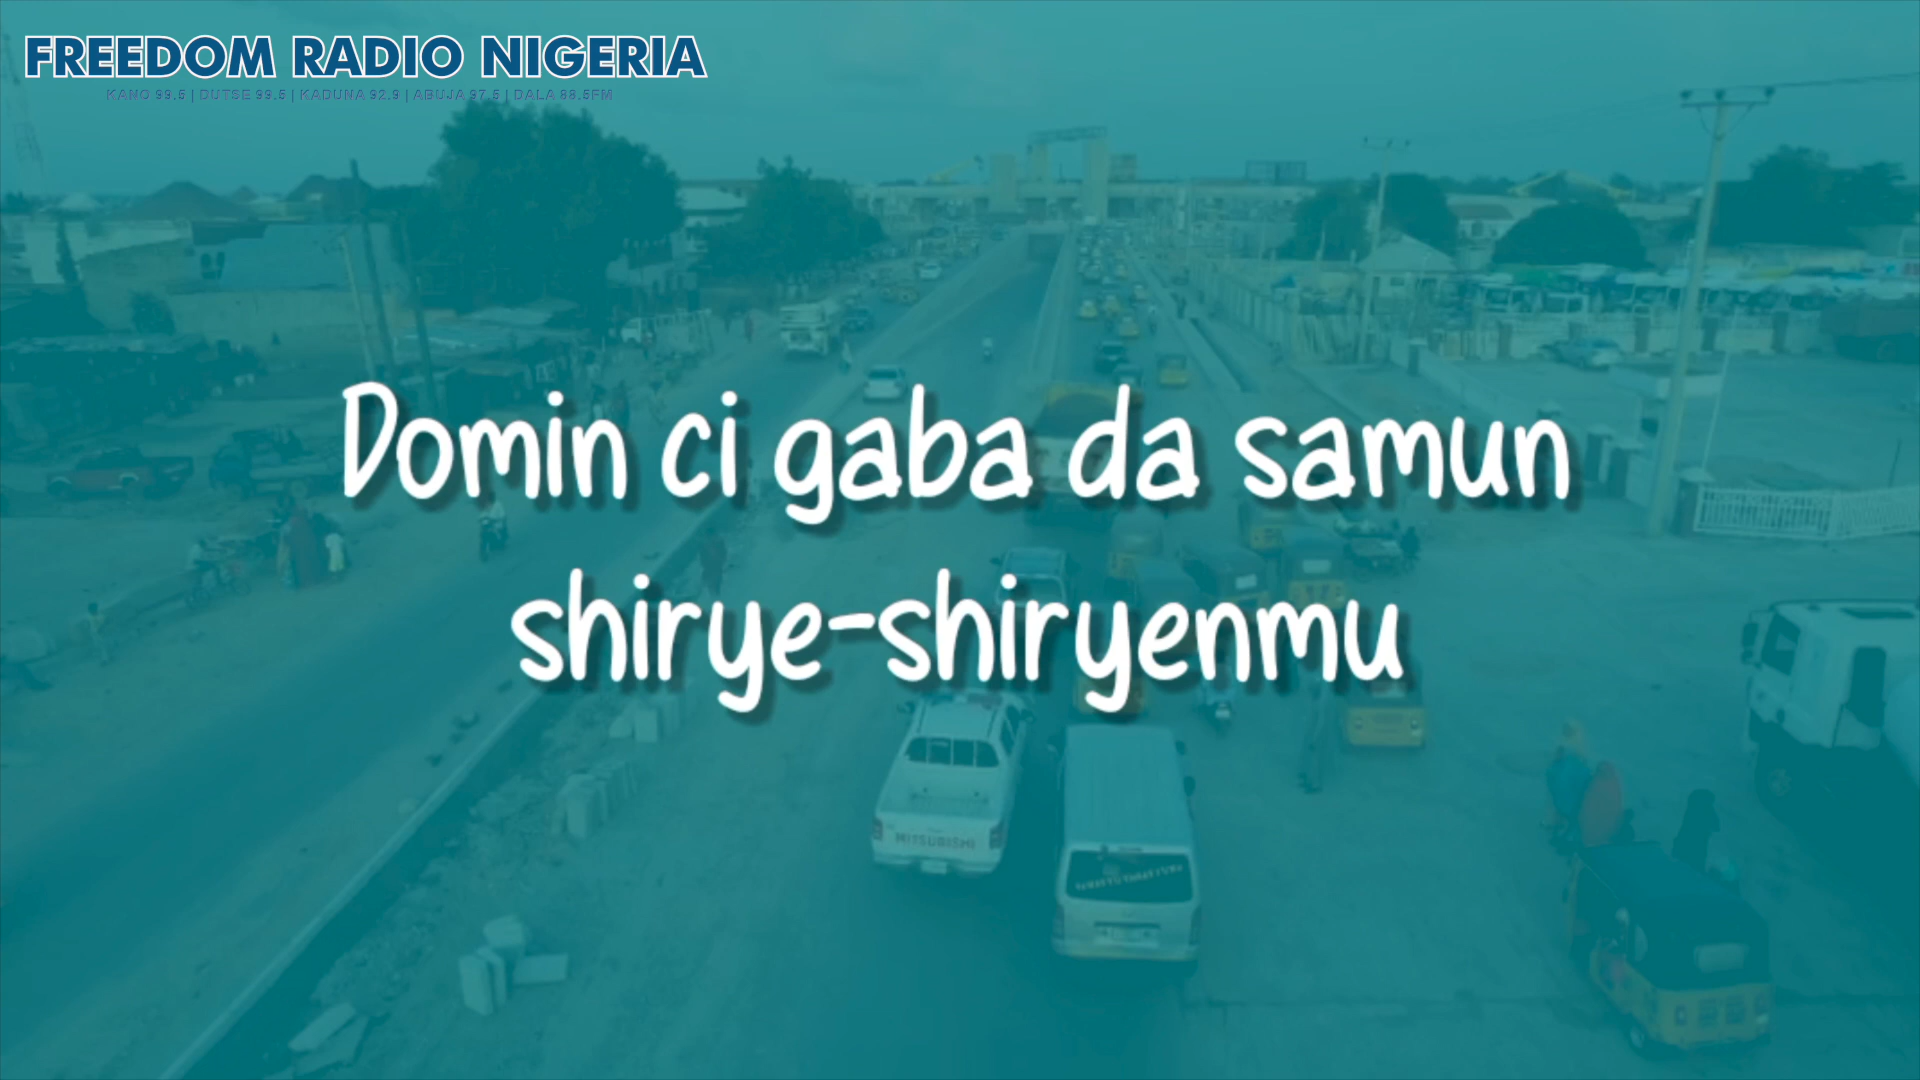 FREEDOM RADIO NIGERIA
KANO 99.5 | DUTSE 99.5 | KADUNA 92.9 | ABUJA 97.5 | DALA 88.5FM
Domin ci gaba da samun
shirye-shiryenmu
MITSUBISHI